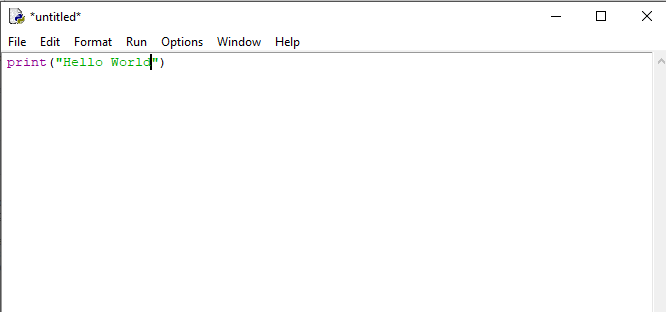 *untitled*
File Edit Format Run Options Window Help
print("Hello World")